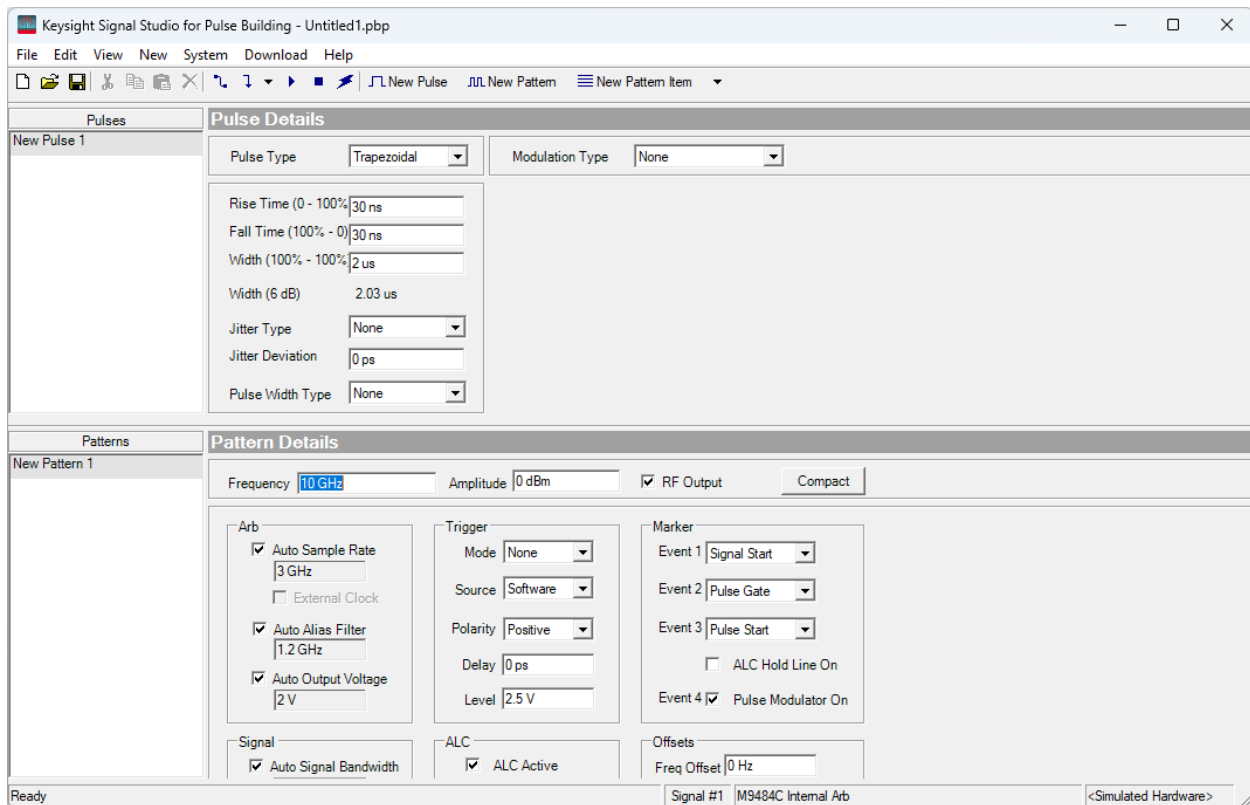 Keysight Signal Studio for Pulse Building - Untitled1.pbp
File Edit View New System Download Help
New Pulse New Pattern New Pattern Item
Pulses
Pulse Details
New Pulse 1
Pulse Type Trapezoidal Modulation Type None
Rise Time (0 - 100% 30 ns
Fall Time (100% - 0) 30 ns
Width (100% - 100% 2 us
Width (6 dB) 2.03 us
Jitter Type None
Jitter Deviation 0 ps
Pulse Width Type None
Patterns
Pattern Details
New Pattern 1
Frequency 10 GHz Amplitude 0 dBm RF Output Compact
Arb
Auto Sample Rate
3 GHz
External Clock
Auto Alias Filter
1.2 GHz
Auto Output Voltage
2 V
Trigger
Mode None
Source Software
Polarity Positive
Delay 0 ps
Level 2.5 V
Marker
Event 1 Signal Start
Event 2 Pulse Gate
Event 3 Pulse Start
ALC Hold Line On
Event 4 Pulse Modulator On
Signal
Auto Signal Bandwidth
ALC
ALC Active
Offsets
Freq Offset 0 Hz
Ready Signal #1 M9484C Internal Arb <Simulated Hardware>